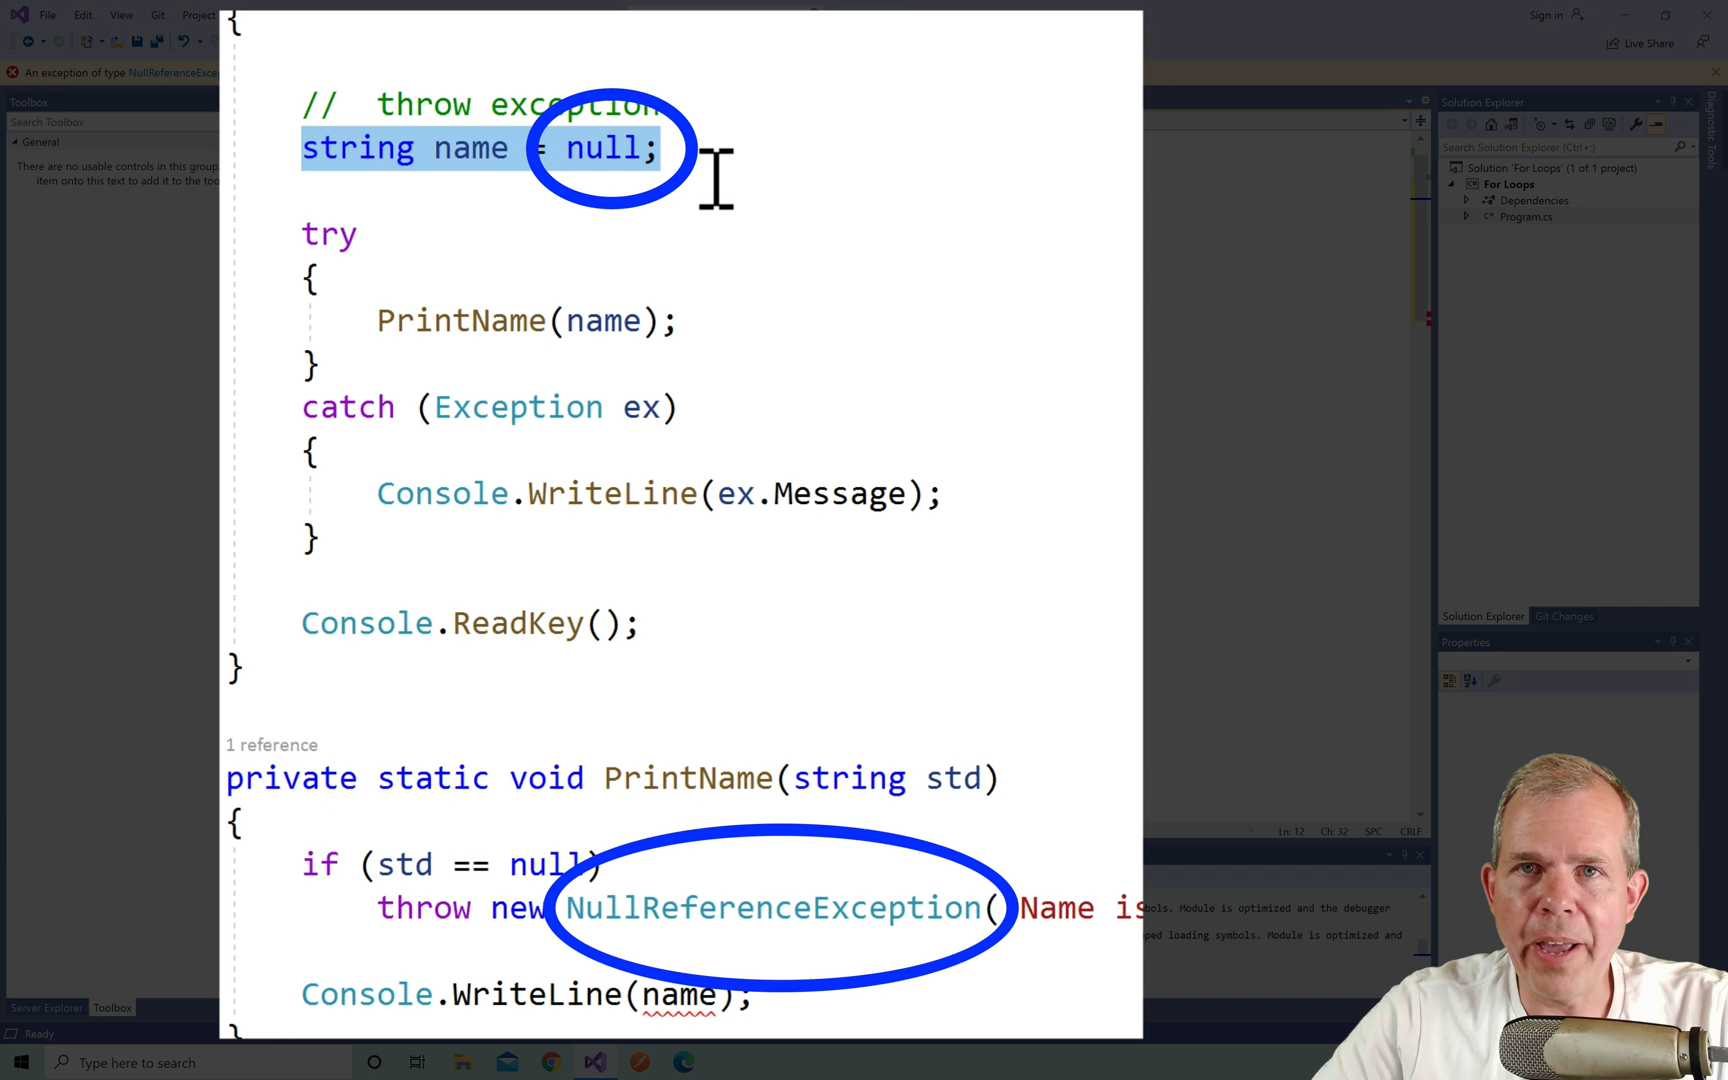 File Edit View Git Project
Sign in
Live Share
An exception of type NullReferenceExce
Toolbox
Search Toolbox
General
There are no usable controls in this group.
item onto this text to add it to the too
{
// throw exception
string name = null;
try
{
PrintName(name);
}
catch (Exception ex)
{
Console.WriteLine(ex.Message);
}
Console.ReadKey();
}
1 reference
private static void PrintName(string std)
{
if (std == null)
throw new NullReferenceException( Name is
Console.WriteLine(name);
}
Solution Explorer
Search Solution Explorer (Ctrl+;)
Solution 'For Loops' (1 of 1 project)
For Loops
Dependencies
Program.cs
Diagnostic Tools
Solution Explorer Git Changes
Properties
Ln: 12 Ch: 32 SPC CRLF
bols. Module is optimized and the debugger
ped loading symbols. Module is optimized and
Server Explorer Toolbox
Ready
Type here to search